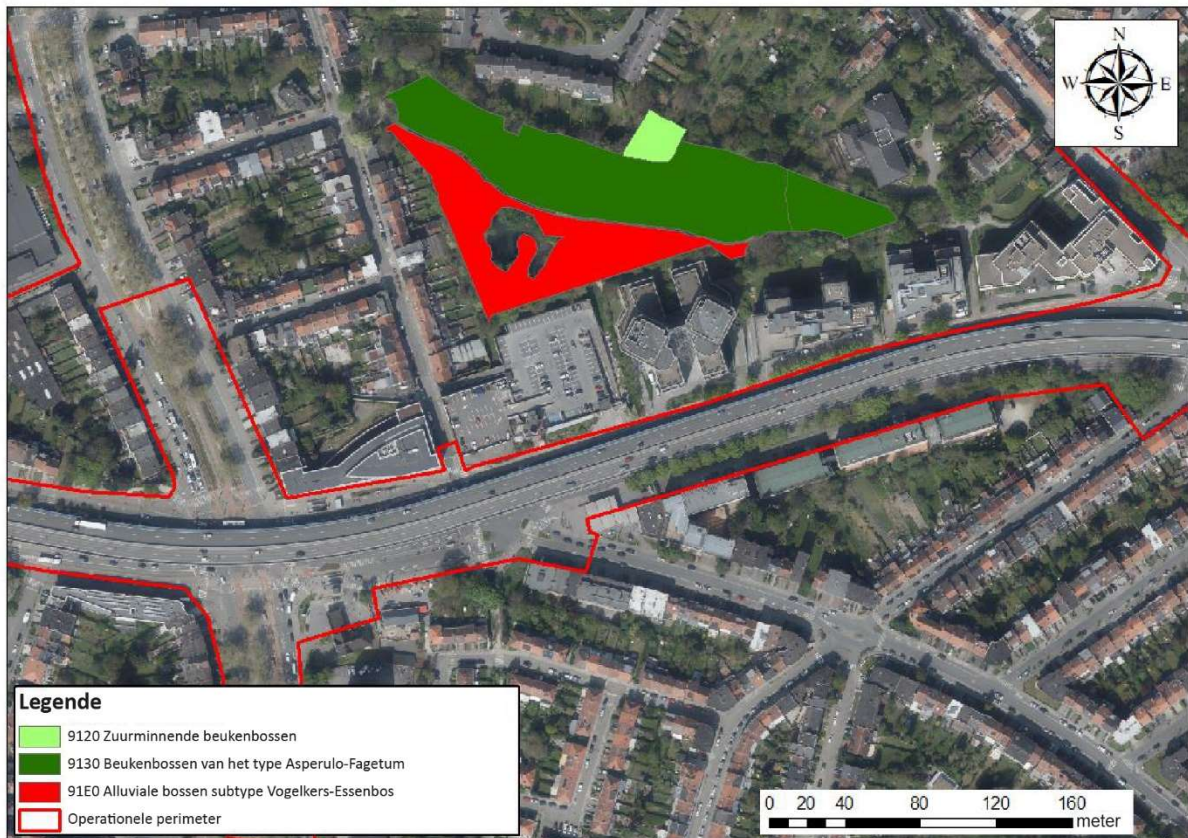 N
W E
S
Legende
9120 Zuurminnende beukenbossen
9130 Beukenbossen van het type Asperulo-Fagetum
91E0 Alluviale bossen subtype Vogelkers-Essenbos
Operationele perimeter
0 20 40 80 120 160
meter